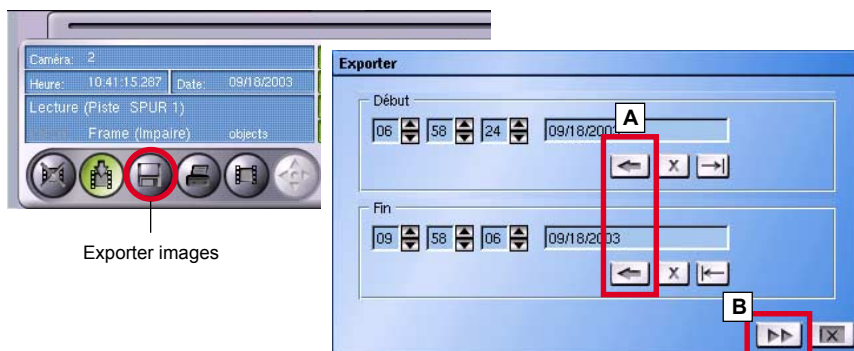 Caméra: 2
Heure: 10:41:15.287 Date: 09/18/2003
Lecture (Piste SPUR 1)
Frame (Impaire) objects
Exporter images
Exporter
Début
06 58 24 09/18/2003
A
X
Fin
09 58 06 09/18/2003
X
B
X